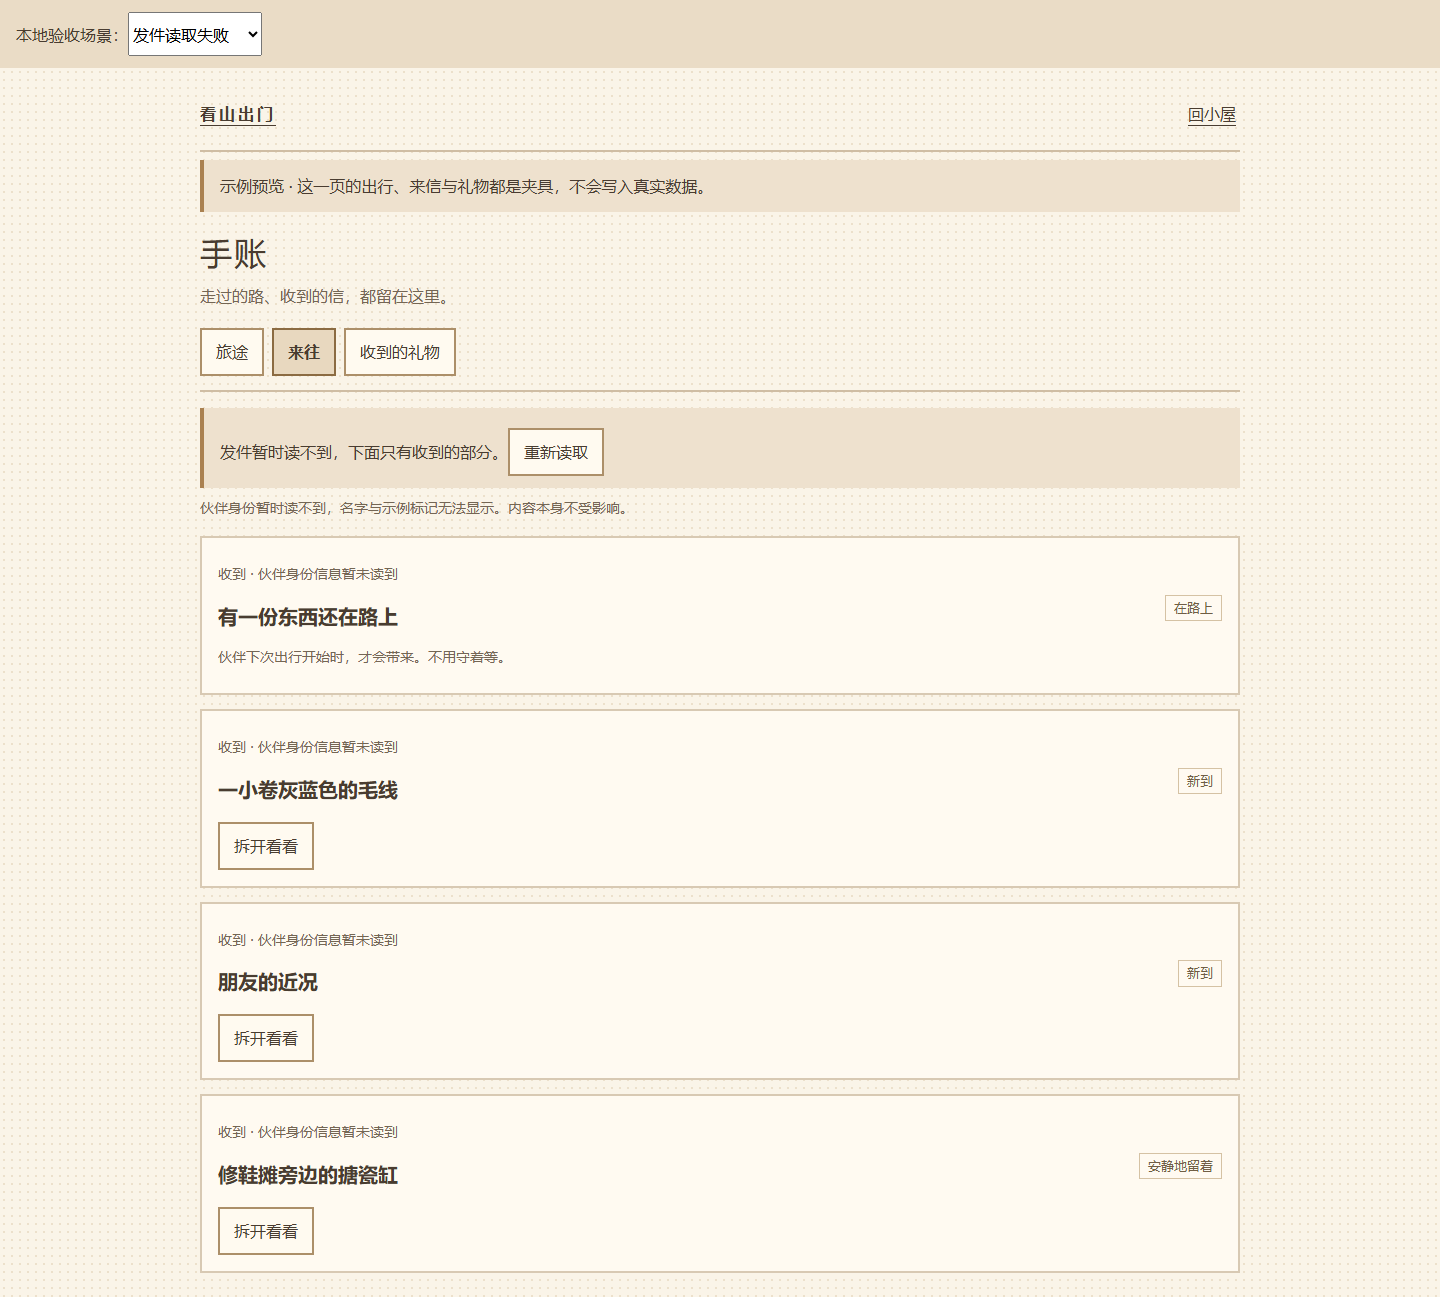 本地验收场景： 发件读取失败
看山出门 回小屋
示例预览 · 这一页的出行、来信与礼物都是夹具，不会写入真实数据。
手账
走过的路、收到的信，都留在这里。
旅途 来往 收到的礼物
发件暂时读不到，下面只有收到的部分。 重新读取
伙伴身份暂时读不到，名字与示例标记无法显示。内容本身不受影响。
收到 · 伙伴身份信息暂未读到
有一份东西还在路上 在路上
伙伴下次出行开始时，才会带来。不用守着等。
收到 · 伙伴身份信息暂未读到
一小卷灰蓝色的毛线 新到
拆开看看
收到 · 伙伴身份信息暂未读到
朋友的近况 新到
拆开看看
收到 · 伙伴身份信息暂未读到
修鞋摊旁边的搪瓷缸 安静地留着
拆开看看